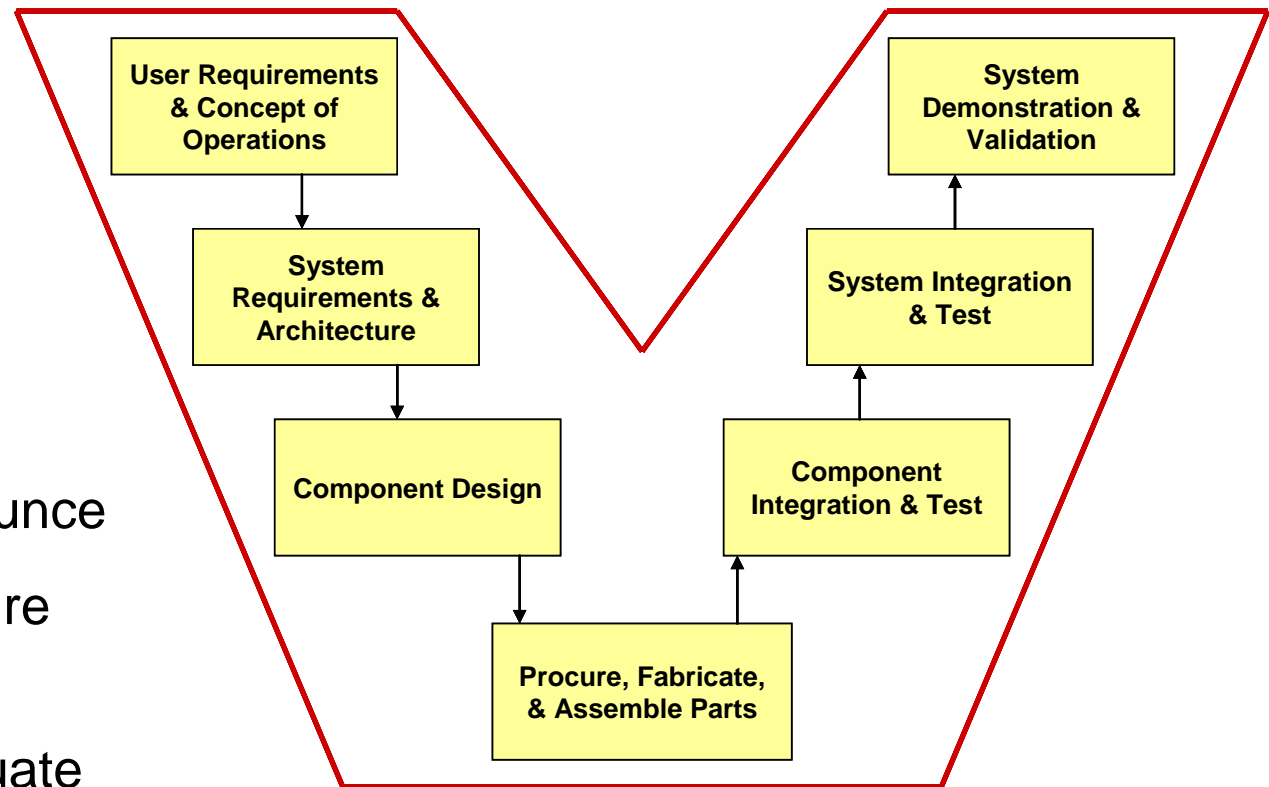 User Requirements
& Concept of
Operations
System
Requirements &
Architecture
Component Design
Procure, Fabricate,
& Assemble Parts
Component
Integration & Test
System Integration
& Test
System
Demonstration &
Validation
unce
re
uate